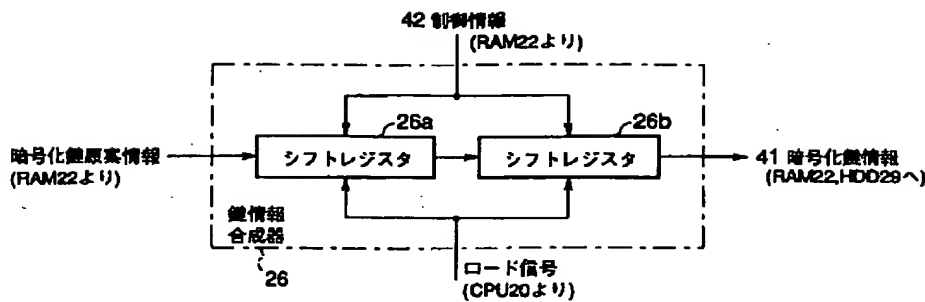 42 制御情報
(RAM22より)
26a
26b
シフトレジスタ
シフトレジスタ
暗号化鍵原案情報
(RAM22より)
41 暗号化鍵情報
(RAM22,HDD29へ)
鍵情報
合成器
26
ロード信号
(CPU20より)